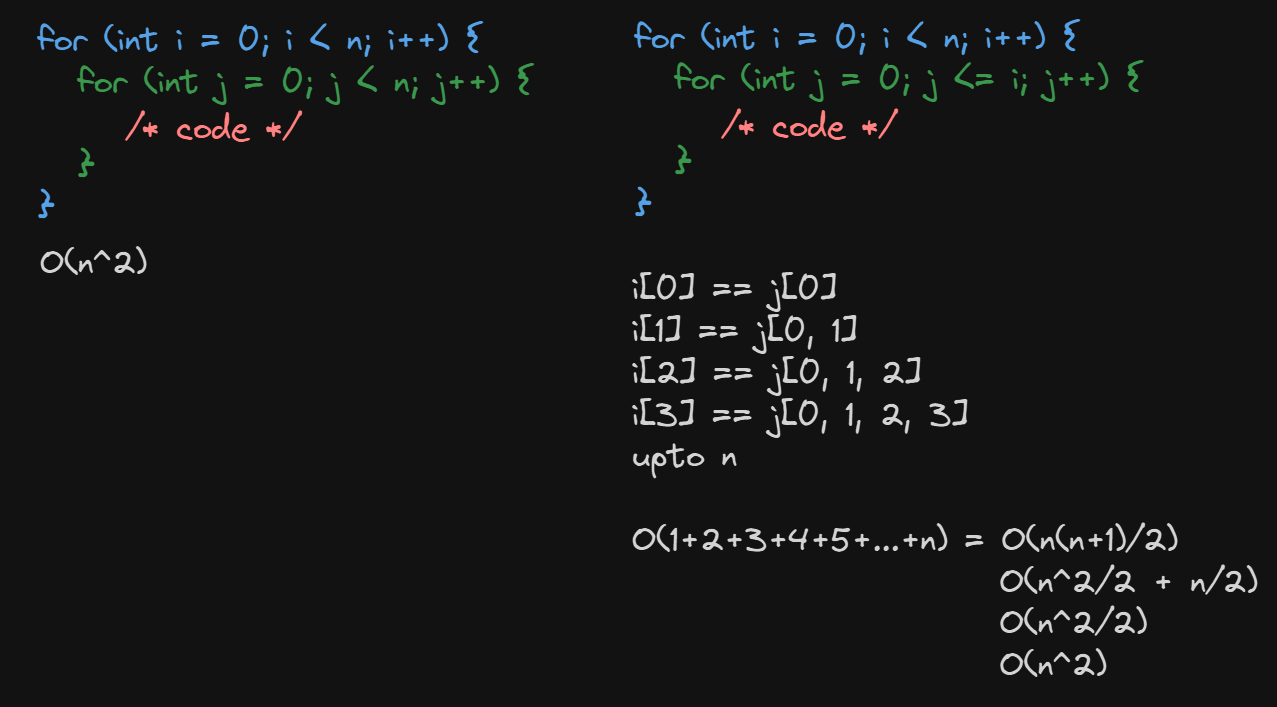 for (int i = 0; i < n; i++) {
for (int j = 0; j < n; j++) {
/* code */
}
}
O(n^2)
for (int i = 0; i < n; i++) {
for (int j = 0; j <= i; j++) {
/* code */
}
}
i[0] == j[0]
i[1] == j[0, 1]
i[2] == j[0, 1, 2]
i[3] == j[0, 1, 2, 3]
upto n
O(1+2+3+4+5+...+n) = O(n(n+1)/2)
O(n^2/2 + n/2)
O(n^2/2)
O(n^2)